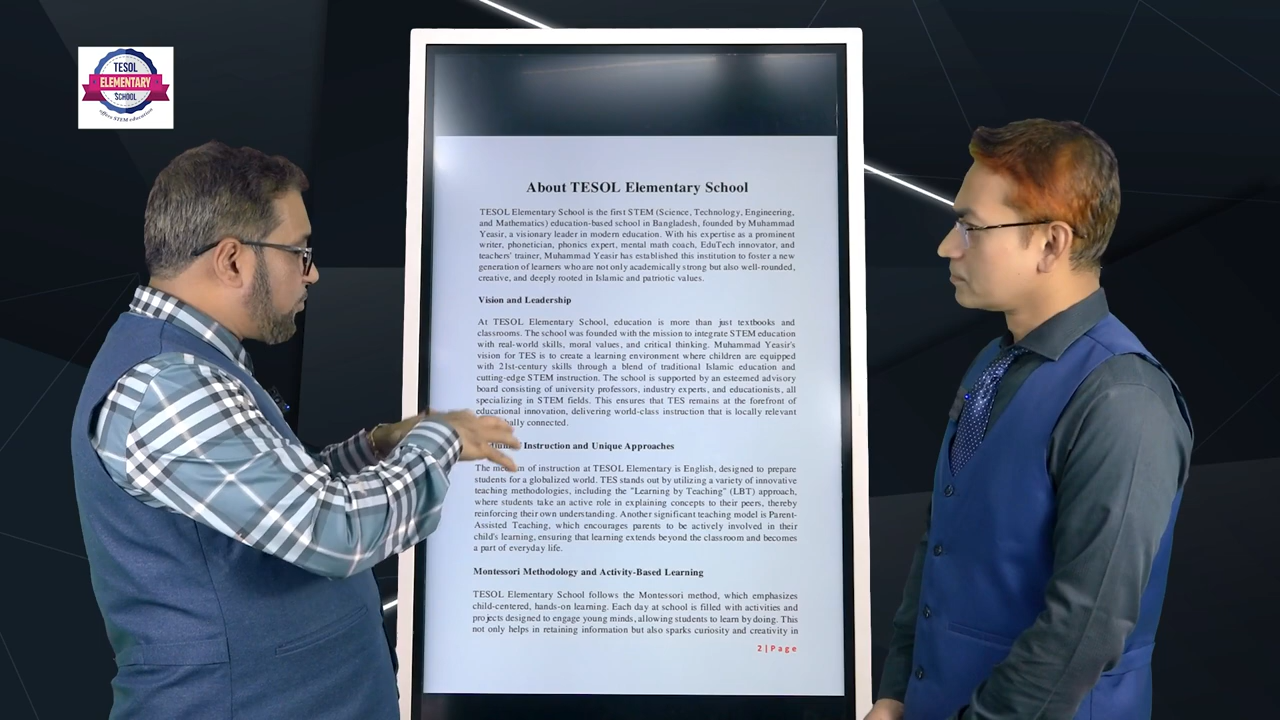 TESOL
ELEMENTARY
SCHOOL
offers STEM education
About TESOL Elementary School
TESOL Elementary School is the first STEM (Science, Technology, Engineering,
and Mathematics) education-based school in Bangladesh, founded by Muhammad
Yeasir, a visionary leader in modern education. With his expertise as a prominent
writer, phonetician, phonics expert, mental math coach, EduTech innovator, and
teachers' trainer, Muhammad Yeasir has established this institution to foster a new
generation of learners who are not only academically strong but also well-rounded,
creative, and deeply rooted in Islamic and patriotic values.
Vision and Leadership
At TESOL Elementary School, education is more than just textbooks and
classrooms. The school was founded with the mission to integrate STEM education
with real-world skills, moral values, and critical thinking. Muhammad Yeasir's
vision for TES is to create a learning environment where children are equipped
with 21st-century skills through a blend of traditional Islamic education and
cutting-edge STEM instruction. The school is supported by an esteemed advisory
board consisting of university professors, industry experts, and educationists, all
specializing in STEM fields. This ensures that TES remains at the forefront of
educational innovation, delivering world-class instruction that is locally relevant
connected.
Instruction and Unique Approaches
The of instruction at TESOL Elementary is English, designed to prepare
students for a globalized world. TES stands out by utilizing a variety of innovative
teaching methodologies, including the "Learning by Teaching" (LBT) approach,
where students take an active role in explaining concepts to their peers, thereby
reinforcing their own understanding. Another significant teaching model is Parent-
Assisted Teaching, which encourages parents to be actively involved in their
child's learning, ensuring that learning extends beyond the classroom and becomes
a part of everyday life.
Montessori Methodology and Activity-Based Learning
TESOL Elementary School follows the Montessori method, which emphasizes
child-centered, hands-on learning. Each day at school is filled with activities and
projects designed to engage young minds, allowing students to learn by doing. This
not only helps in retaining information but also sparks curiosity and creativity in
2 | Page